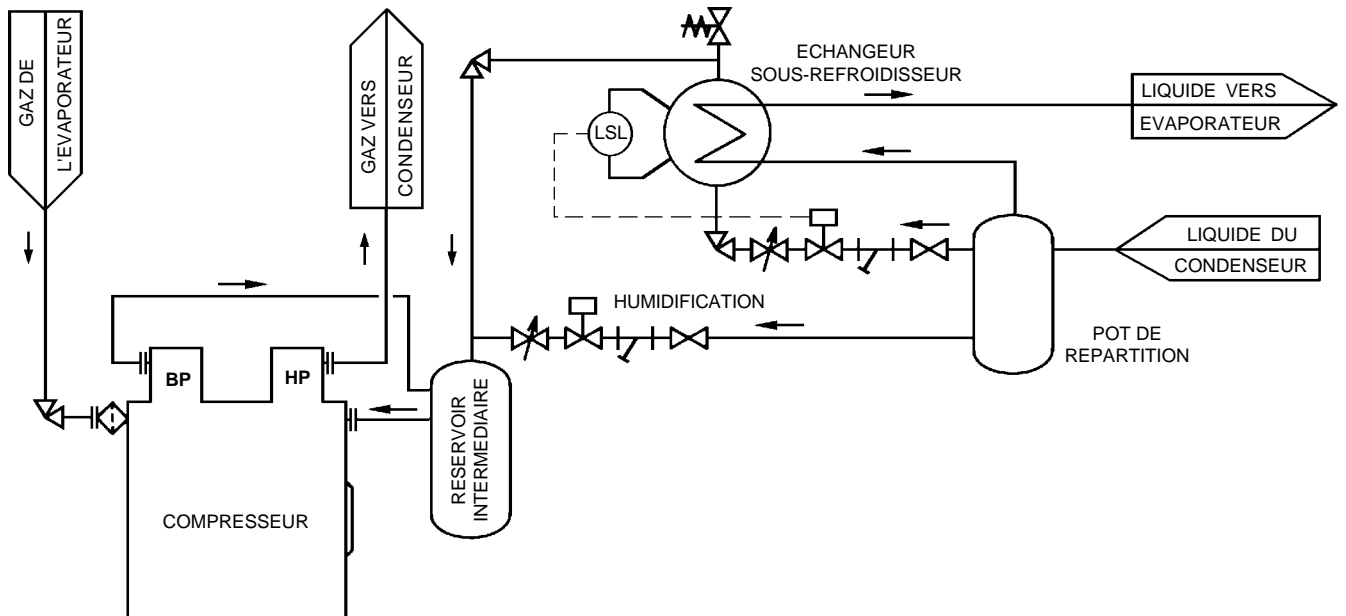 GAZ DE
L'EVAPORATEUR
GAZ VERS
CONDENSEUR
ECHANGEUR
SOUS-REFROIDISSEUR
LIQUIDE VERS
EVAPORATEUR
LSL
LIQUIDE DU
CONDENSEUR
HUMIDIFICATION
POT DE
REPARTITION
BP
HP
RESERVOIR
INTERMEDIAIRE
COMPRESSEUR